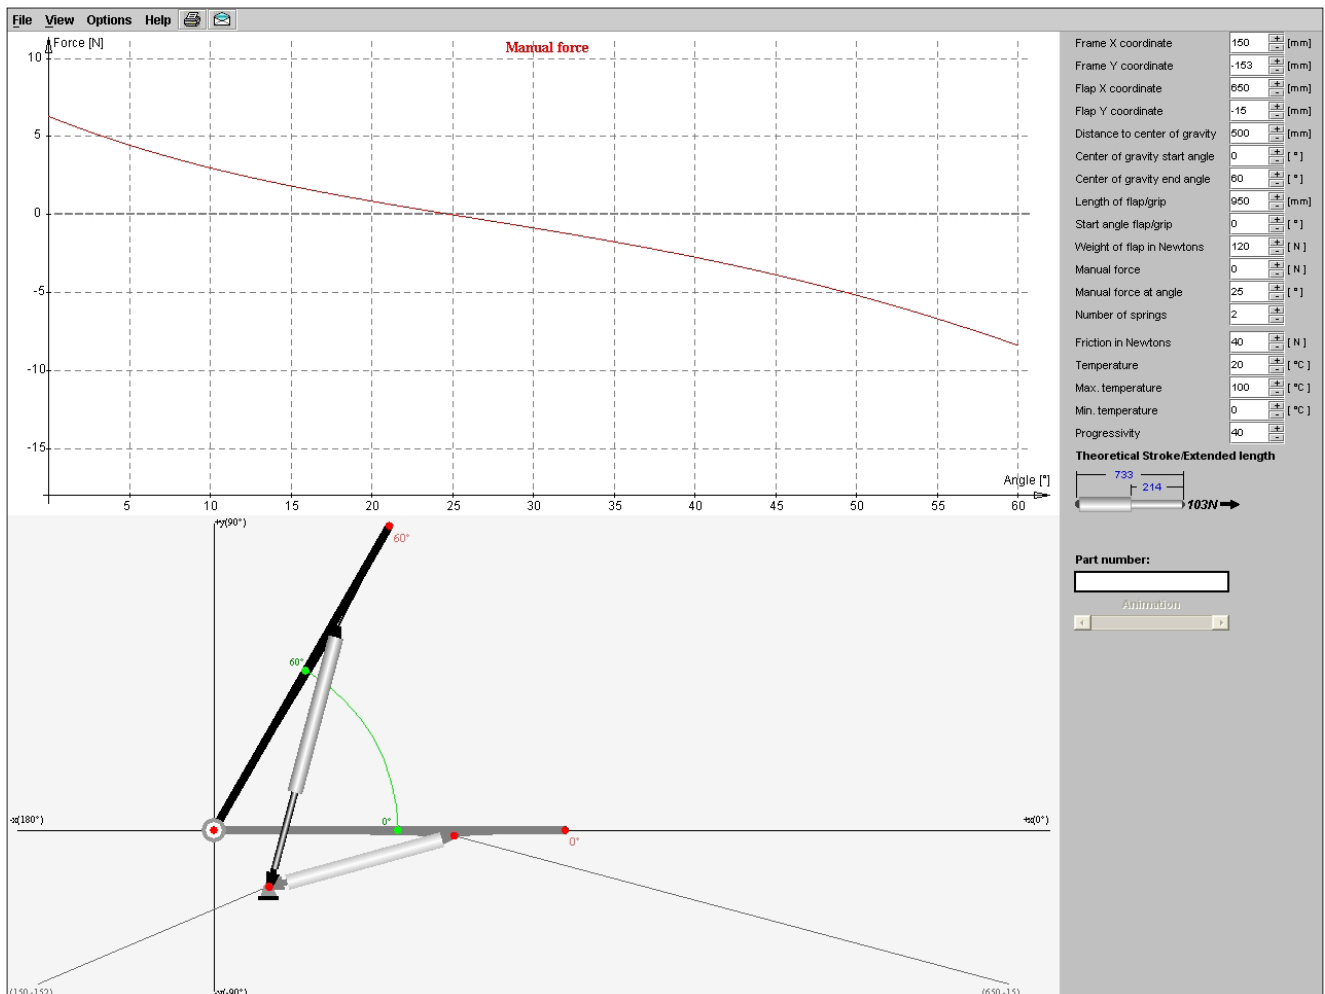 File View Options Help
Force [N]
Manual force
10
5
0
-5
-10
-15
Angle [°]
5 10 15 20 25 30 35 40 45 50 55 60
+y(90°)
60°
60°
-x(180°)
0°
+x(0°)
0°
(150,-153)
-y(-90°)
(650,-15)
Frame X coordinate 150 [mm]
Frame Y coordinate -153 [mm]
Flap X coordinate 650 [mm]
Flap Y coordinate -15 [mm]
Distance to center of gravity 500 [mm]
Center of gravity start angle 0 [°]
Center of gravity end angle 60 [°]
Length of flap/grip 950 [mm]
Start angle flap/grip 0 [°]
Weight of flap in Newtons 120 [N]
Manual force 0 [N]
Manual force at angle 25 [°]
Number of springs 2
Friction in Newtons 40 [N]
Temperature 20 [°C]
Max. temperature 100 [°C]
Min. temperature 0 [°C]
Progressivity 40
Theoretical Stroke/Extended length
733
214
103N
Part number:
Animation